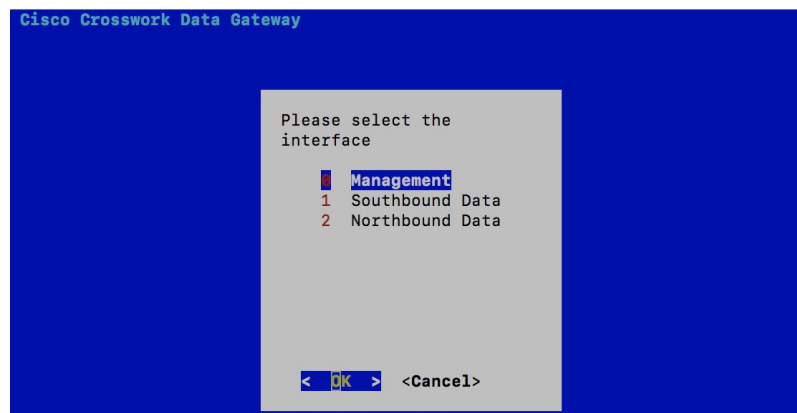 Cisco Crosswork Data Gateway
Please select the
interface
0 Management
1 Southbound Data
2 Northbound Data
< OK > <Cancel>